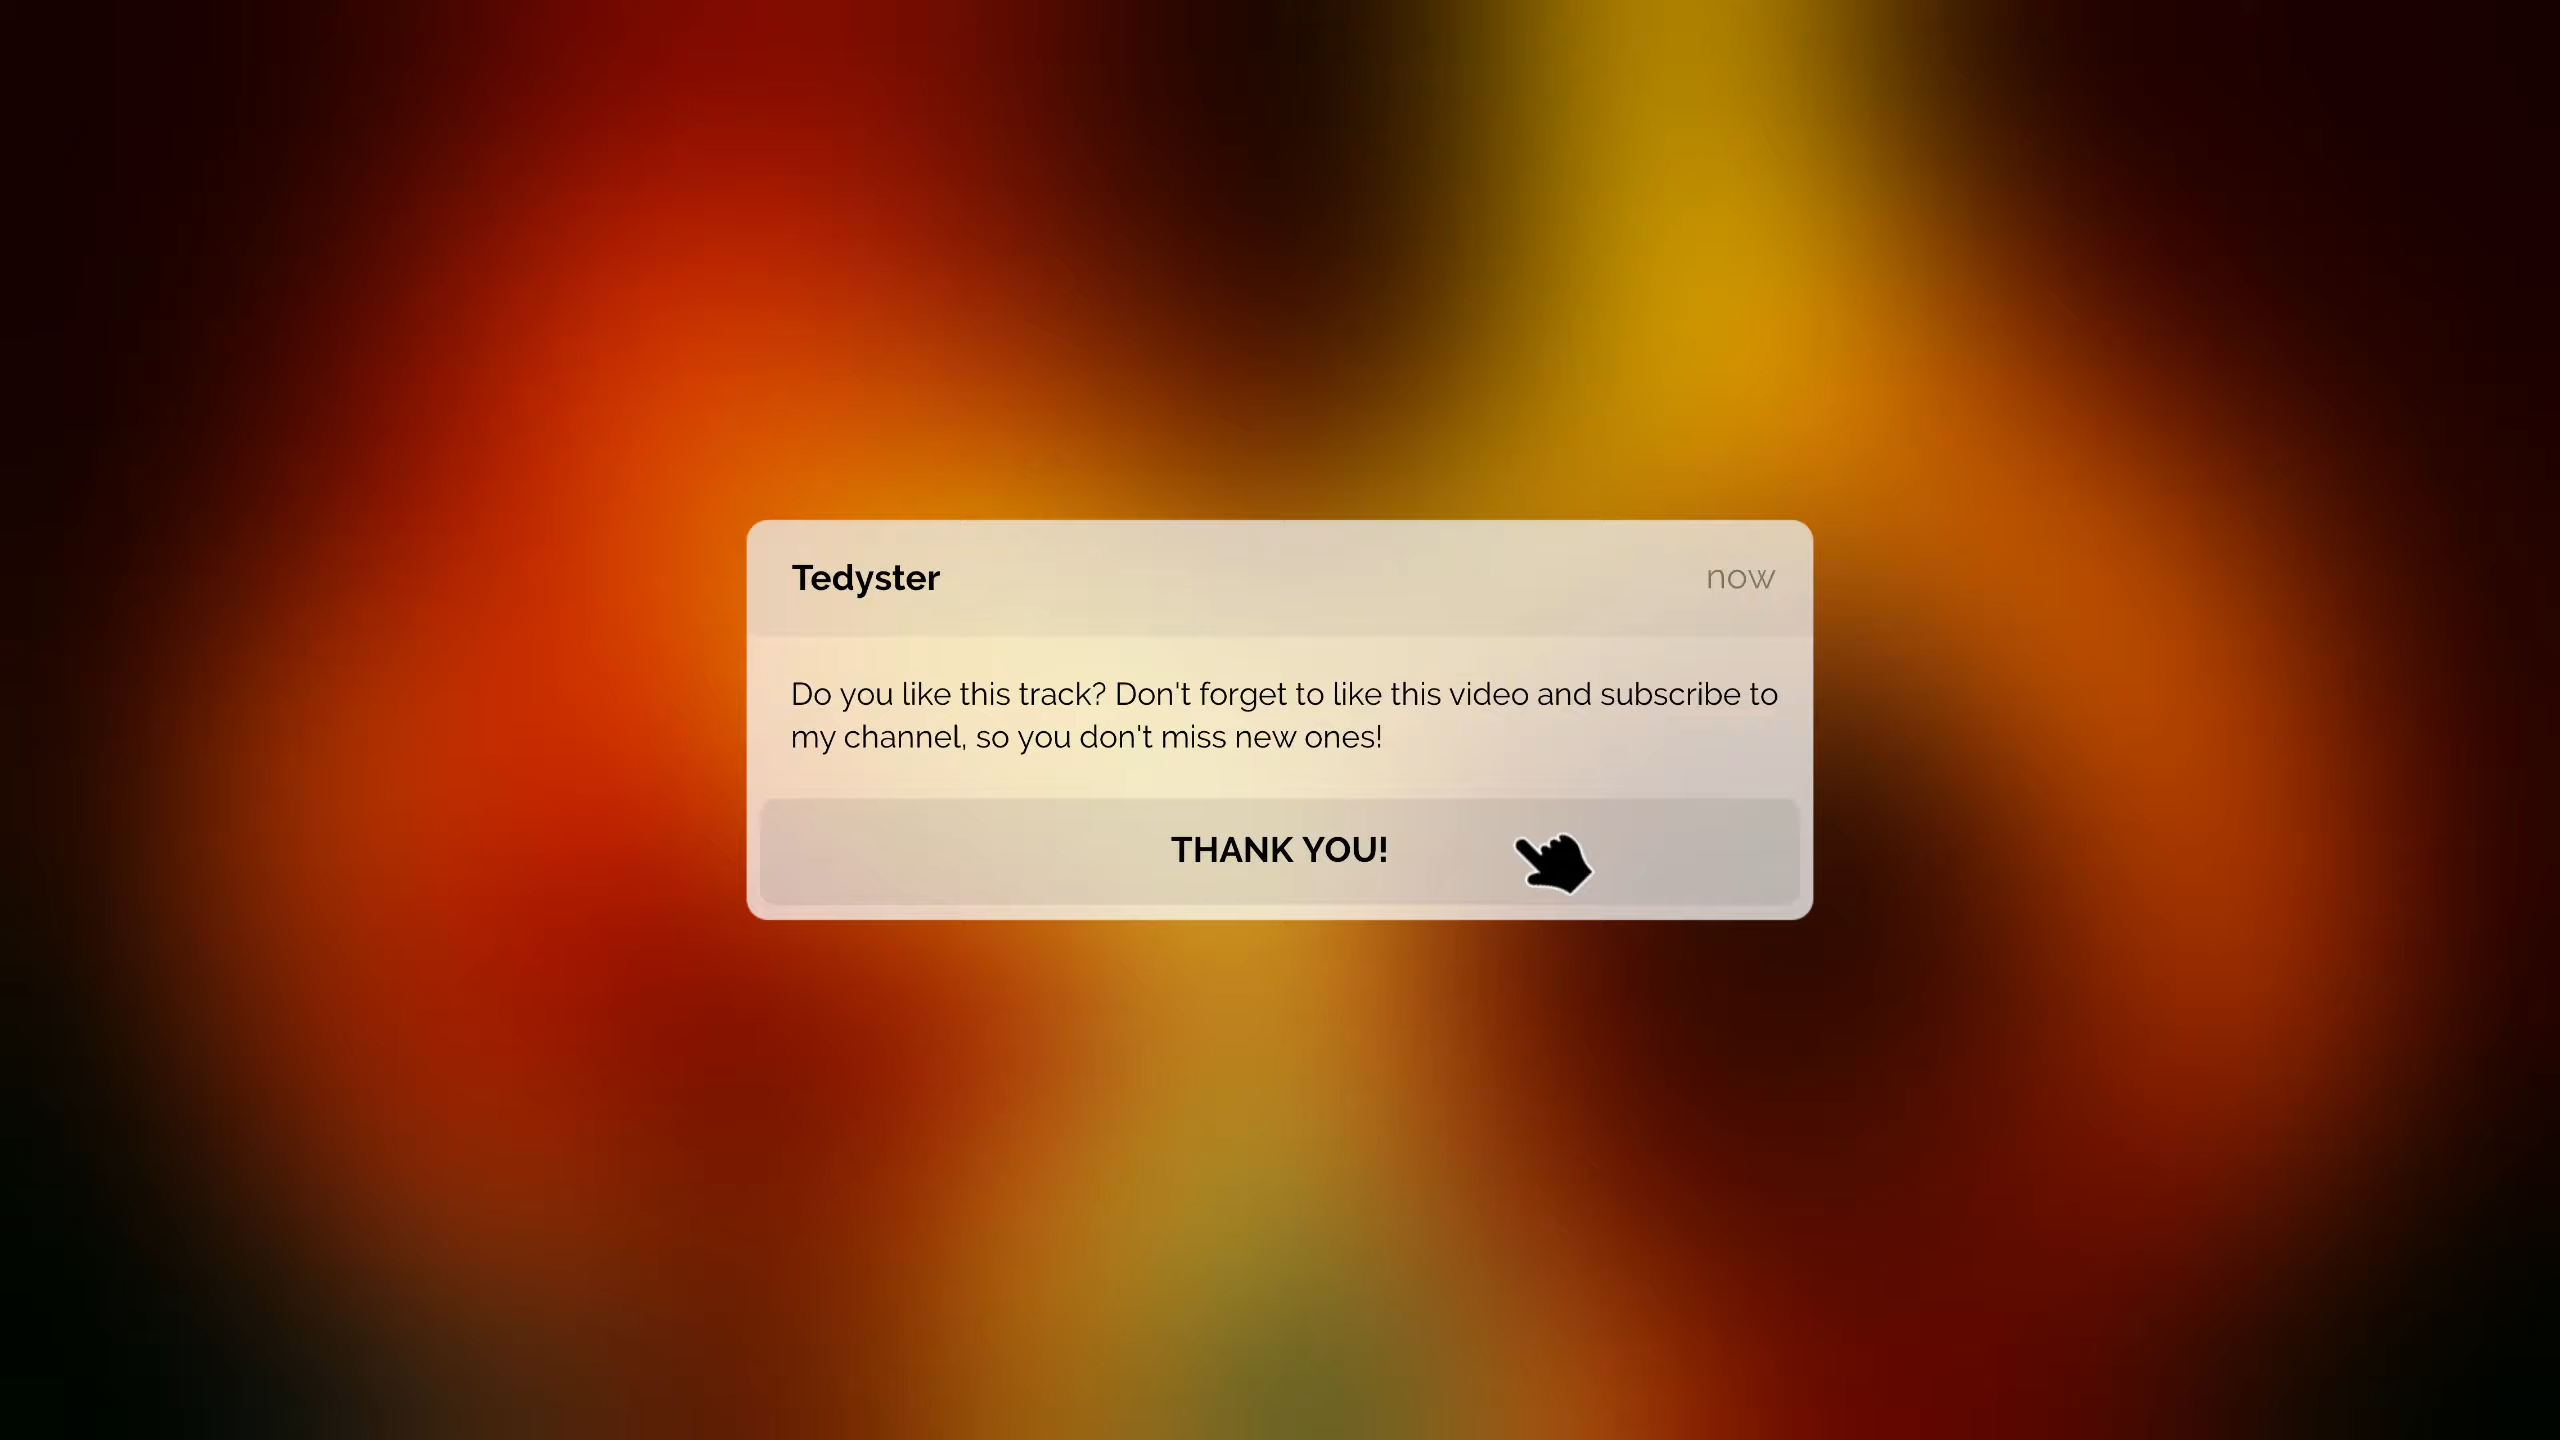 Tedyster
now
Do you like this track? Don't forget to like this video and subscribe to
my channel, so you don't miss new ones!
THANK YOU!